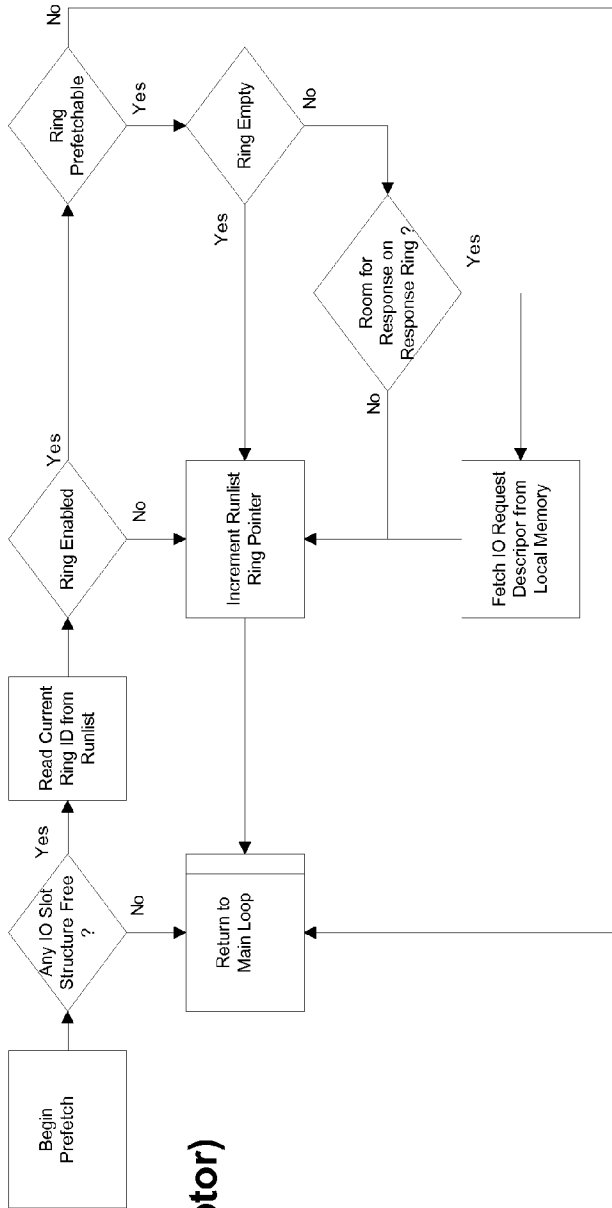 Begin
Prefetch
Any IO Slot
Structure Free
?
Yes
No
Read Current
Ring ID from
Runlist
Ring Enabled
Yes
No
Ring
Prefetchable
No
Yes
Return to
Main Loop
Increment Runlist
Ring Pointer
Ring Empty
Yes
No
Room for
Response on
Response Ring ?
No
Yes
Fetch IO Request
Descripor from
Local Memory